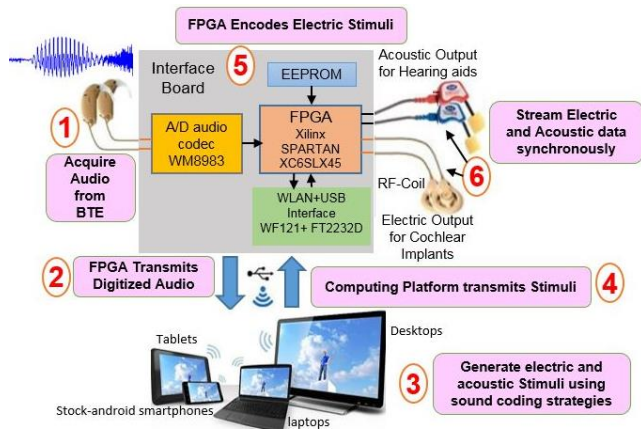 FPGA Encodes Electric Stimuli
5
Interface
Board
EEPROM
Acoustic Output
for Hearing aids
1
A/D audio
codec
WM8983
FPGA
Xilinx
SPARTAN
XC6SLX45
Stream Electric
and Acoustic data
synchronously
Acquire
Audio
from
BTE
RF-Coil
6
WLAN+USB
Interface
WF121+ FT2232D
Electric Output
for Cochlear
Implants
2
FPGA Transmits
Digitized Audio
Computing Platform transmits Stimuli
4
Tablets
Desktops
Stock-android smartphones
laptops
3
Generate electric and
acoustic Stimuli using
sound coding strategies